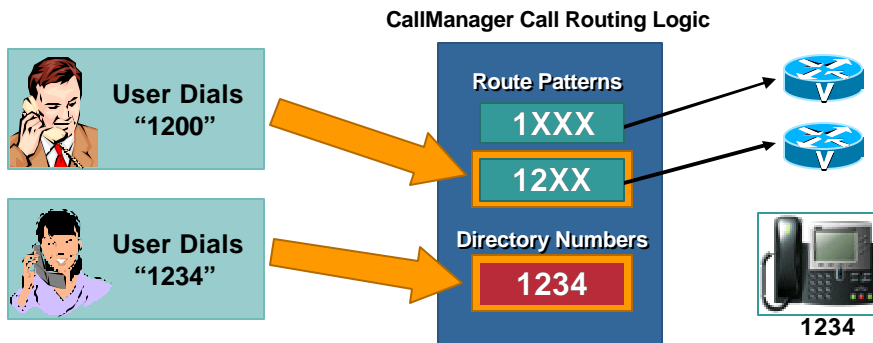 CallManager Call Routing Logic
User Dials
“1200”
Route Patterns
1XXX
12XX
V
V
User Dials
“1234”
Directory Numbers
1234
1234